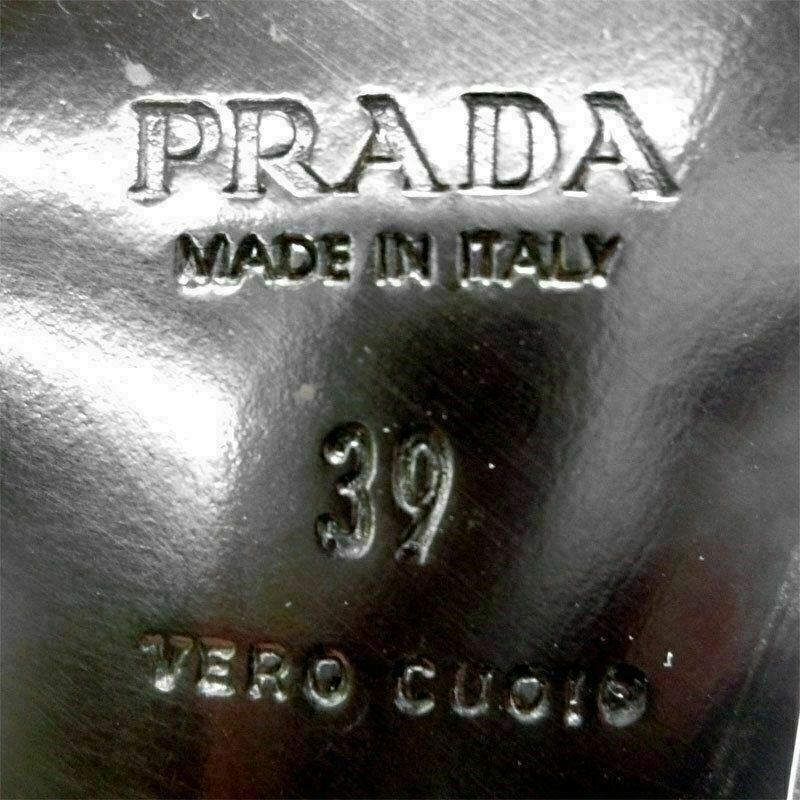 PRADA
MADE IN ITALY
39
VERO CUOIO